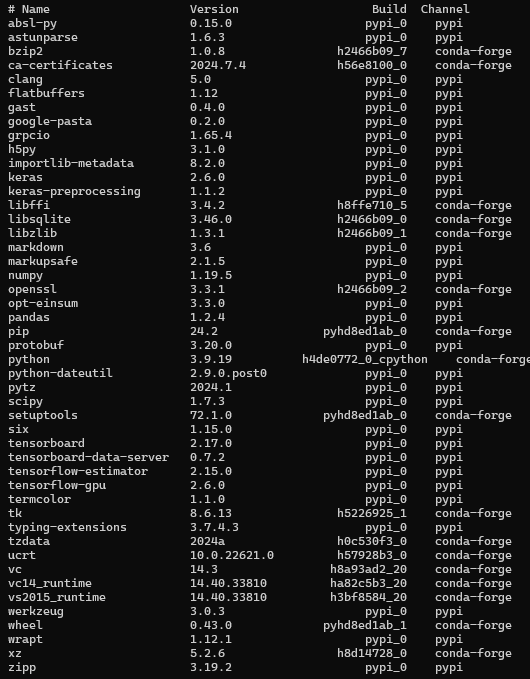 # Name Version Build Channel
absl-py 0.15.0 pypi_0 pypi
astunparse 1.6.3 pypi_0 pypi
bzip2 1.0.8 h2466b09_7 conda-forge
ca-certificates 2024.7.4 h56e8100_0 conda-forge
clang 5.0 pypi_0 pypi
flatbuffers 1.12 pypi_0 pypi
gast 0.4.0 pypi_0 pypi
google-pasta 0.2.0 pypi_0 pypi
grpcio 1.65.4 pypi_0 pypi
h5py 3.1.0 pypi_0 pypi
importlib-metadata 8.2.0 pypi_0 pypi
keras 2.6.0 pypi_0 pypi
keras-preprocessing 1.1.2 pypi_0 pypi
libffi 3.4.2 h8ffe710_5 conda-forge
libsqlite 3.46.0 h2466b09_0 conda-forge
libzlib 1.3.1 h2466b09_1 conda-forge
markdown 3.6 pypi_0 pypi
markupsafe 2.1.5 pypi_0 pypi
numpy 1.19.5 pypi_0 pypi
openssl 3.3.1 h2466b09_2 conda-forge
opt-einsum 3.3.0 pypi_0 pypi
pandas 1.2.4 pypi_0 pypi
pip 24.2 pyhd8ed1ab_0 conda-forge
protobuf 3.20.0 pypi_0 pypi
python 3.9.19 h4de0772_0_cpython conda-forge
python-dateutil 2.9.0.post0 pypi_0 pypi
pytz 2024.1 pypi_0 pypi
scipy 1.7.3 pypi_0 pypi
setuptools 72.1.0 pyhd8ed1ab_0 conda-forge
six 1.15.0 pypi_0 pypi
tensorboard 2.17.0 pypi_0 pypi
tensorboard-data-server 0.7.2 pypi_0 pypi
tensorflow-estimator 2.15.0 pypi_0 pypi
tensorflow-gpu 2.6.0 pypi_0 pypi
termcolor 1.1.0 pypi_0 pypi
tk 8.6.13 h5226925_1 conda-forge
typing-extensions 3.7.4.3 pypi_0 pypi
tzdata 2024a h0c530f3_0 conda-forge
ucrt 10.0.22621.0 h57928b3_0 conda-forge
vc 14.3 h8a93ad2_20 conda-forge
vc14_runtime 14.40.33810 ha82c5b3_20 conda-forge
vs2015_runtime 14.40.33810 h3bf8584_20 conda-forge
werkzeug 3.0.3 pypi_0 pypi
wheel 0.43.0 pyhd8ed1ab_1 conda-forge
wrapt 1.12.1 pypi_0 pypi
xz 5.2.6 h8d14728_0 conda-forge
zipp 3.19.2 pypi_0 pypi